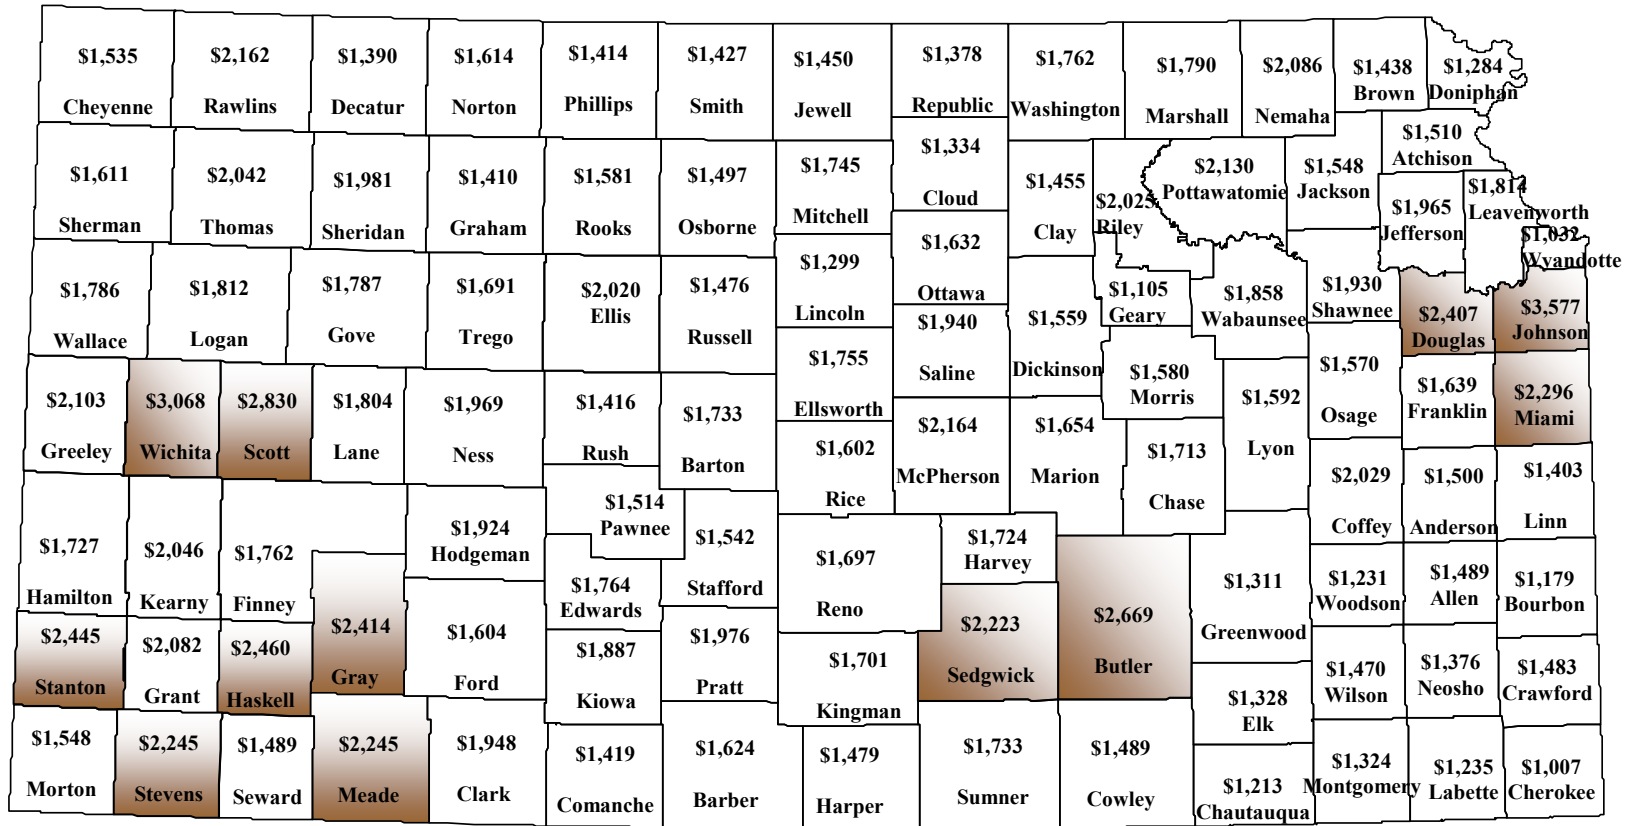 $1,535
Cheyenne
$2,162
Rawlins
$1,390
Decatur
$1,614
Norton
$1,414
Phillips
$1,427
Smith
$1,450
Jewell
$1,378
Republic
$1,762
Washington
$1,790
Marshall
$2,086
Nemaha
$1,438
Brown
$1,284
Doniphan
$1,611
Sherman
$2,042
Thomas
$1,981
Sheridan
$1,410
Graham
$1,581
Rooks
$1,497
Osborne
$1,745
Mitchell
$1,334
Cloud
$1,455
Clay
$2,025
Riley
$2,130
Pottawatomie
$1,548
Jackson
$1,510
Atchison
$1,965
Jefferson
$1,814
Leavenworth
$1,032
Wyandotte
$1,786
Wallace
$1,812
Logan
$1,787
Gove
$1,691
Trego
$2,020
Ellis
$1,476
Russell
$1,299
Lincoln
$1,632
Ottawa
$1,940
Saline
$1,559
Dickinson
$1,105
Geary
$1,858
Wabaunsee
$1,930
Shawnee
$2,407
Douglas
$3,577
Johnson
$2,103
Greeley
$3,068
Wichita
$2,830
Scott
$1,804
Lane
$1,969
Ness
$1,416
Rush
$1,733
Barton
$1,755
Ellsworth
$1,602
Rice
$2,164
McPherson
$1,654
Marion
$1,580
Morris
$1,713
Chase
$1,592
Lyon
$1,570
Osage
$1,639
Franklin
$2,296
Miami
$1,727
Hamilton
$2,046
Kearny
$1,762
Finney
$1,924
Hodgeman
$1,514
Pawnee
$1,542
Stafford
$1,764
Edwards
$1,697
Reno
$1,724
Harvey
$2,669
Butler
$1,311
Greenwood
$2,029
Coffey
$1,500
Anderson
$1,403
Linn
$1,231
Woodson
$1,489
Allen
$1,179
Bourbon
$2,445
Stanton
$2,082
Grant
$2,460
Haskell
$2,414
Gray
$1,604
Ford
$1,887
Kiowa
$1,976
Pratt
$1,701
Kingman
$2,223
Sedgwick
$1,328
Elk
$1,470
Wilson
$1,376
Neosho
$1,483
Crawford
$1,548
Morton
$2,245
Stevens
$1,489
Seward
$2,245
Meade
$1,948
Clark
$1,419
Comanche
$1,624
Barber
$1,479
Harper
$1,733
Sumner
$1,489
Cowley
$1,213
Chautauqua
$1,324
Montgomery
$1,235
Labette
$1,007
Cherokee